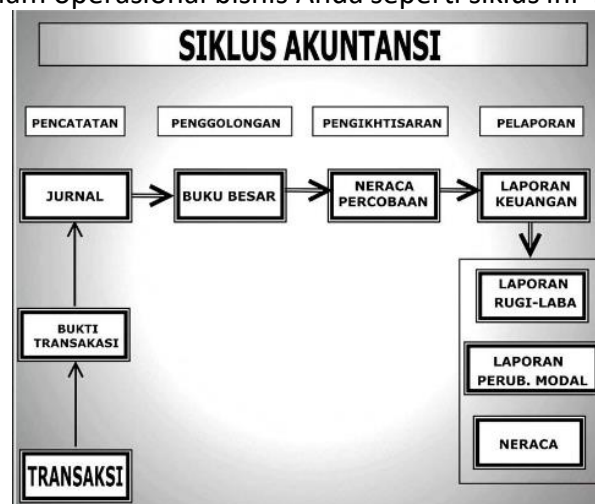 operasional bisnis Anda seperti siklus ini
SIKLUS AKUNTANSI
PENCATATAN
PENGGOLONGAN
PENGIKHTISARAN
PELAPORAN
JURNAL
BUKU BESAR
NERACA
PERCOBAAN
LAPORAN
KEUANGAN
BUKTI
TRANSAKASI
TRANSAKSI
LAPORAN
RUGI-LABA
LAPORAN
PERUB. MODAL
NERACA